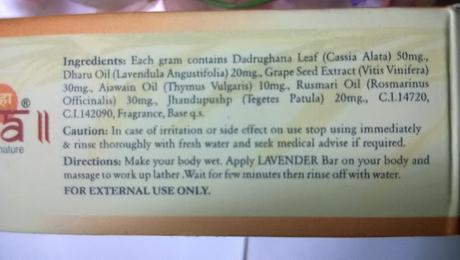 हा
®
a ||
nature
Ingredients: Each gram contains Dadrughana Leaf (Cassia Alata) 50mg.,
Dharu Oil (Lavendula Angustifolia) 20mg., Grape Seed Extract (Vitis Vinifera)
30mg., Ajawain Oil (Thymus Vulgaris) 10mg., Rusmari Oil (Rosmarinus
Officinalis) 30mg., Jhandupushp (Tegetes Patula) 20mg., C.I.14720,
C.I.142090, Fragrance, Base q.s.
Caution: In case of irritation or side effect on use stop using immediately
& rinse thoroughly with fresh water and seek medical advise if required.
Directions: Make your body wet. Apply LAVENDER Bar on your body and
massage to work up lather .Wait for few minutes then rinse off with water.
FOR EXTERNAL USE ONLY.